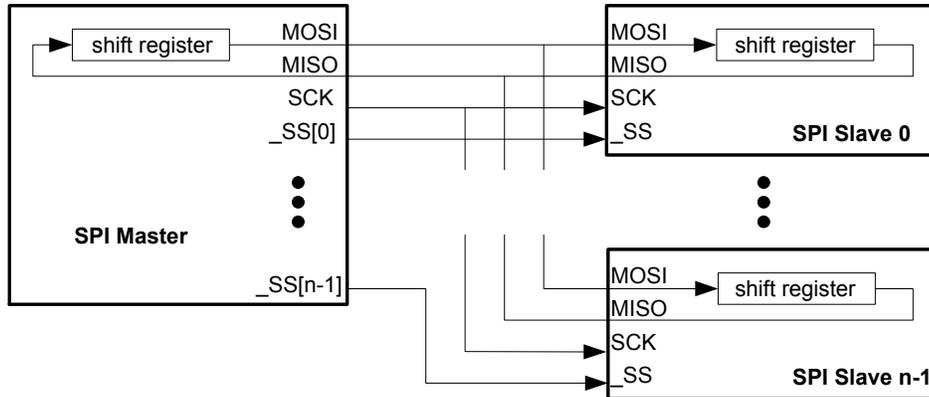 shift register
MOSI
MISO
SCK
_SS[0]
SPI Master
_SS[n-1]
MOSI
shift register
MISO
SCK
_SS
SPI Slave 0
MOSI
shift register
MISO
SCK
_SS
SPI Slave n-1